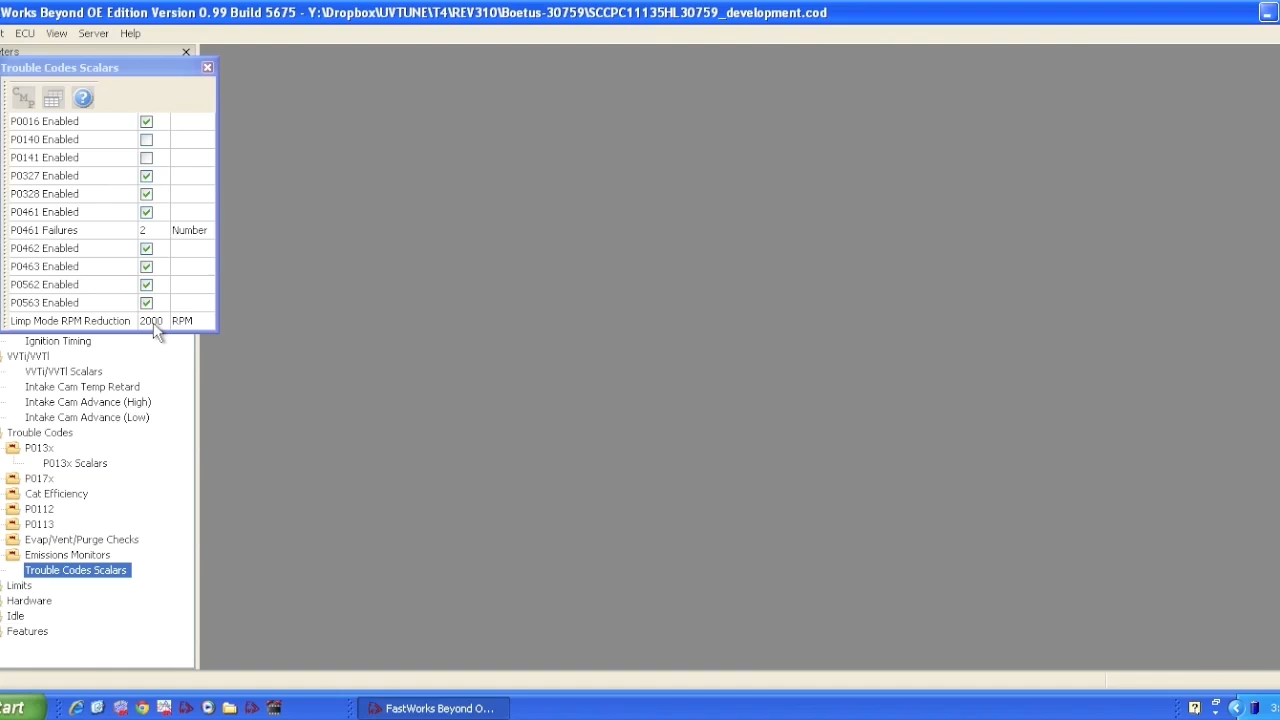 Works Beyond OE Edition Version 0.99 Build 5675 - Y:\Dropbox\UVTUNE\T4\REV310\Boetus-30759\SCCPC11135HL30759_development.cod
t ECU View Server Help
ters
Trouble Codes Scalars
P0016 Enabled
P0140 Enabled
P0141 Enabled
P0327 Enabled
P0328 Enabled
P0461 Enabled
P0461 Failures 2 Number
P0462 Enabled
P0463 Enabled
P0562 Enabled
P0563 Enabled
Limp Mode RPM Reduction 2000 RPM
Ignition Timing
VVTi/VVTl
VVTi/VVTl Scalars
Intake Cam Temp Retard
Intake Cam Advance (High)
Intake Cam Advance (Low)
Trouble Codes
P013x
P013x Scalars
P017x
Cat Efficiency
P0112
P0113
Evap/Vent/Purge Checks
Emissions Monitors
Trouble Codes Scalars
Limits
Hardware
Idle
Features
art FastWorks Beyond O... 3: